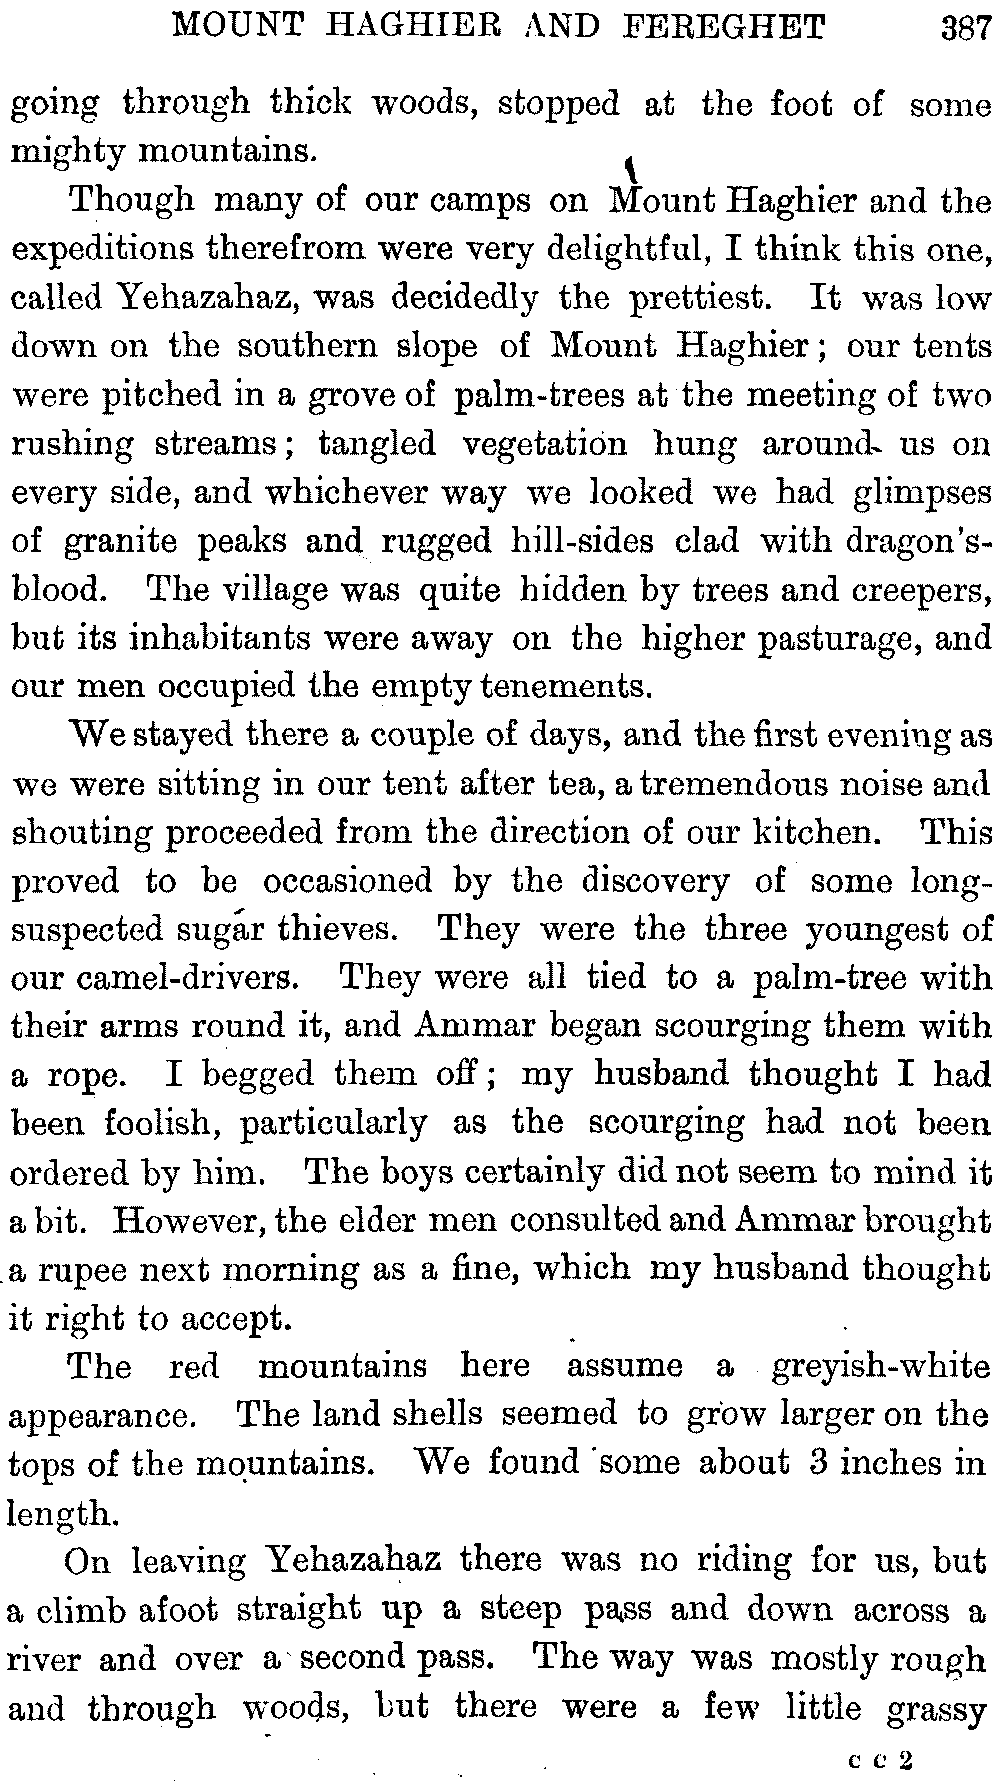 MOUNT HAGHIER AND FEREGHET 387
going through thick woods, stopped at the foot of some
mighty mountains.
Though many of our camps on Mount Haghier and the
expeditions therefrom were very delightful, I think this one,
called Yehazahaz, was decidedly the prettiest. It was low
down on the southern slope of Mount Haghier; our tents
were pitched in a grove of palm-trees at the meeting of two
rushing streams; tangled vegetation hung around us on
every side, and whichever way we looked we had glimpses
of granite peaks and rugged hill-sides clad with dragon's-
blood. The village was quite hidden by trees and creepers,
but its inhabitants were away on the higher pasturage, and
our men occupied the empty tenements.
We stayed there a couple of days, and the first evening as
we were sitting in our tent after tea, a tremendous noise and
shouting proceeded from the direction of our kitchen. This
proved to be occasioned by the discovery of some long-
suspected sugar thieves. They were the three youngest of
our camel-drivers. They were all tied to a palm-tree with
their arms round it, and Ammar began scourging them with
a rope. I begged them off; my husband thought I had
been foolish, particularly as the scourging had not been
ordered by him. The boys certainly did not seem to mind it
a bit. However, the elder men consulted and Ammar brought
a rupee next morning as a fine, which my husband thought
it right to accept.
The red mountains here assume a greyish-white
appearance. The land shells seemed to grow larger on the
tops of the mountains. We found some about 3 inches in
length.
On leaving Yehazahaz there was no riding for us, but
a climb afoot straight up a steep pass and down across a
river and over a second pass. The way was mostly rough
and through woods, but there were a few little grassy
C C 2